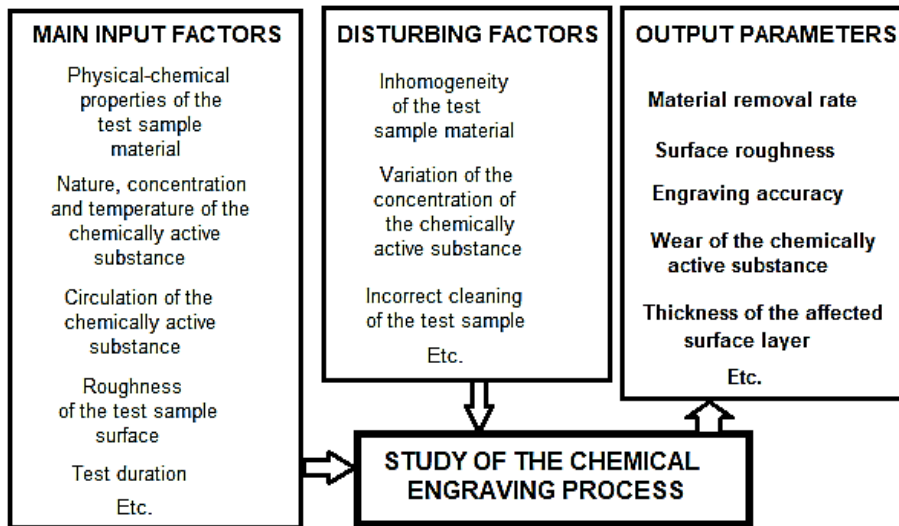 MAIN INPUT FACTORS
Physical-chemical
properties of the
test sample
material
Nature, concentration
and temperature of the
chemically active
substance
Circulation of the
chemically active
substance
Roughness
of the test sample
surface
Test duration
Etc.
DISTURBING FACTORS
Inhomogeneity
of the test
sample material
Variation of the
concentration of
the chemically
active substance
Incorrect cleaning
of the test sample
Etc.
OUTPUT PARAMETERS
Material removal rate
Surface roughness
Engraving accuracy
Wear of the chemically
active substance
Thickness of the affected
surface layer
Etc.
STUDY OF THE CHEMICAL
ENGRAVING PROCESS